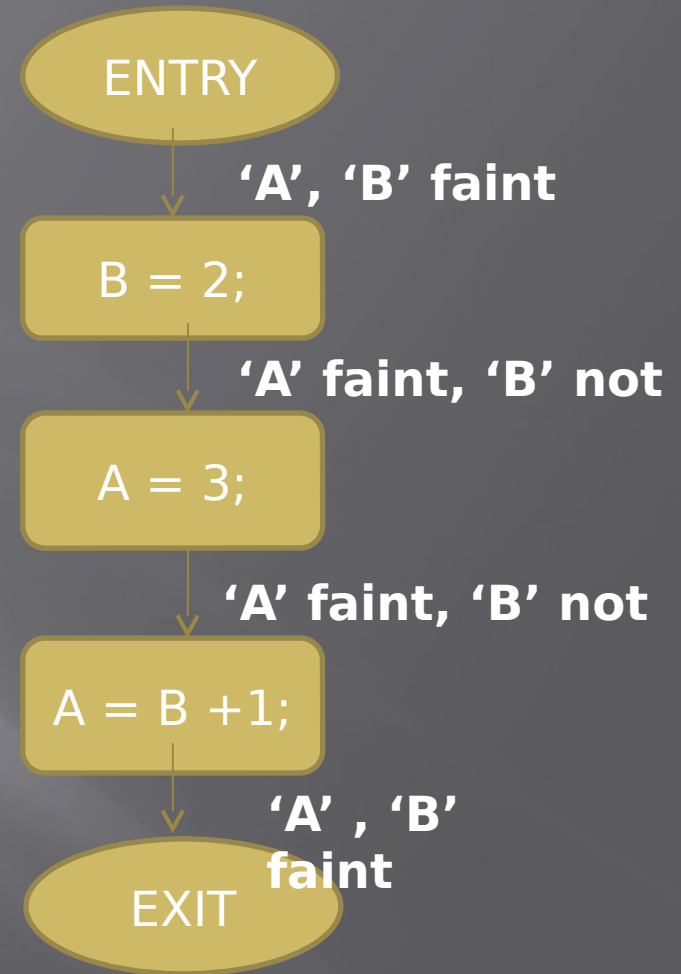 ENTRY
‘A’, ‘B’ faint
B = 2;
‘A’ faint, ‘B’ not
A = 3;
‘A’ faint, ‘B’ not
A = B +1;
‘A’ , ‘B’
faint
EXIT